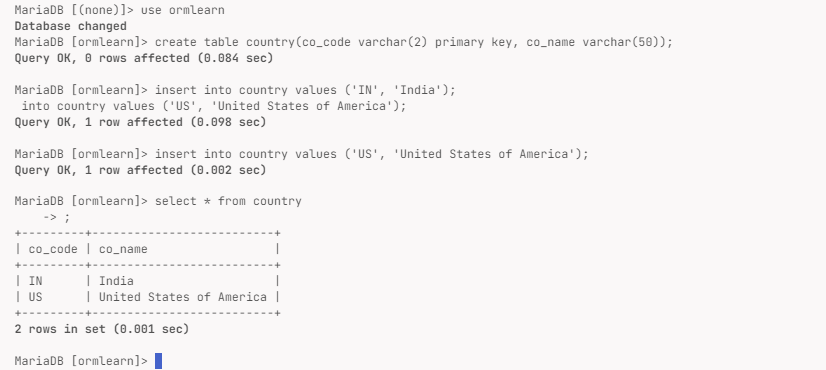 MariaDB [(none)]> use ormlearn
Database changed
MariaDB [ormlearn]> create table country(co_code varchar(2) primary key, co_name varchar(50));
Query OK, 0 rows affected (0.084 sec)

MariaDB [ormlearn]> insert into country values ('IN', 'India');
 into country values ('US', 'United States of America');
Query OK, 1 row affected (0.098 sec)

MariaDB [ormlearn]> insert into country values ('US', 'United States of America');
Query OK, 1 row affected (0.002 sec)

MariaDB [ormlearn]> select * from country
    -> ;
+---------+--------------------------+
| co_code | co_name                  |
+---------+--------------------------+
| IN      | India                    |
| US      | United States of America |
+---------+--------------------------+
2 rows in set (0.001 sec)

MariaDB [ormlearn]>